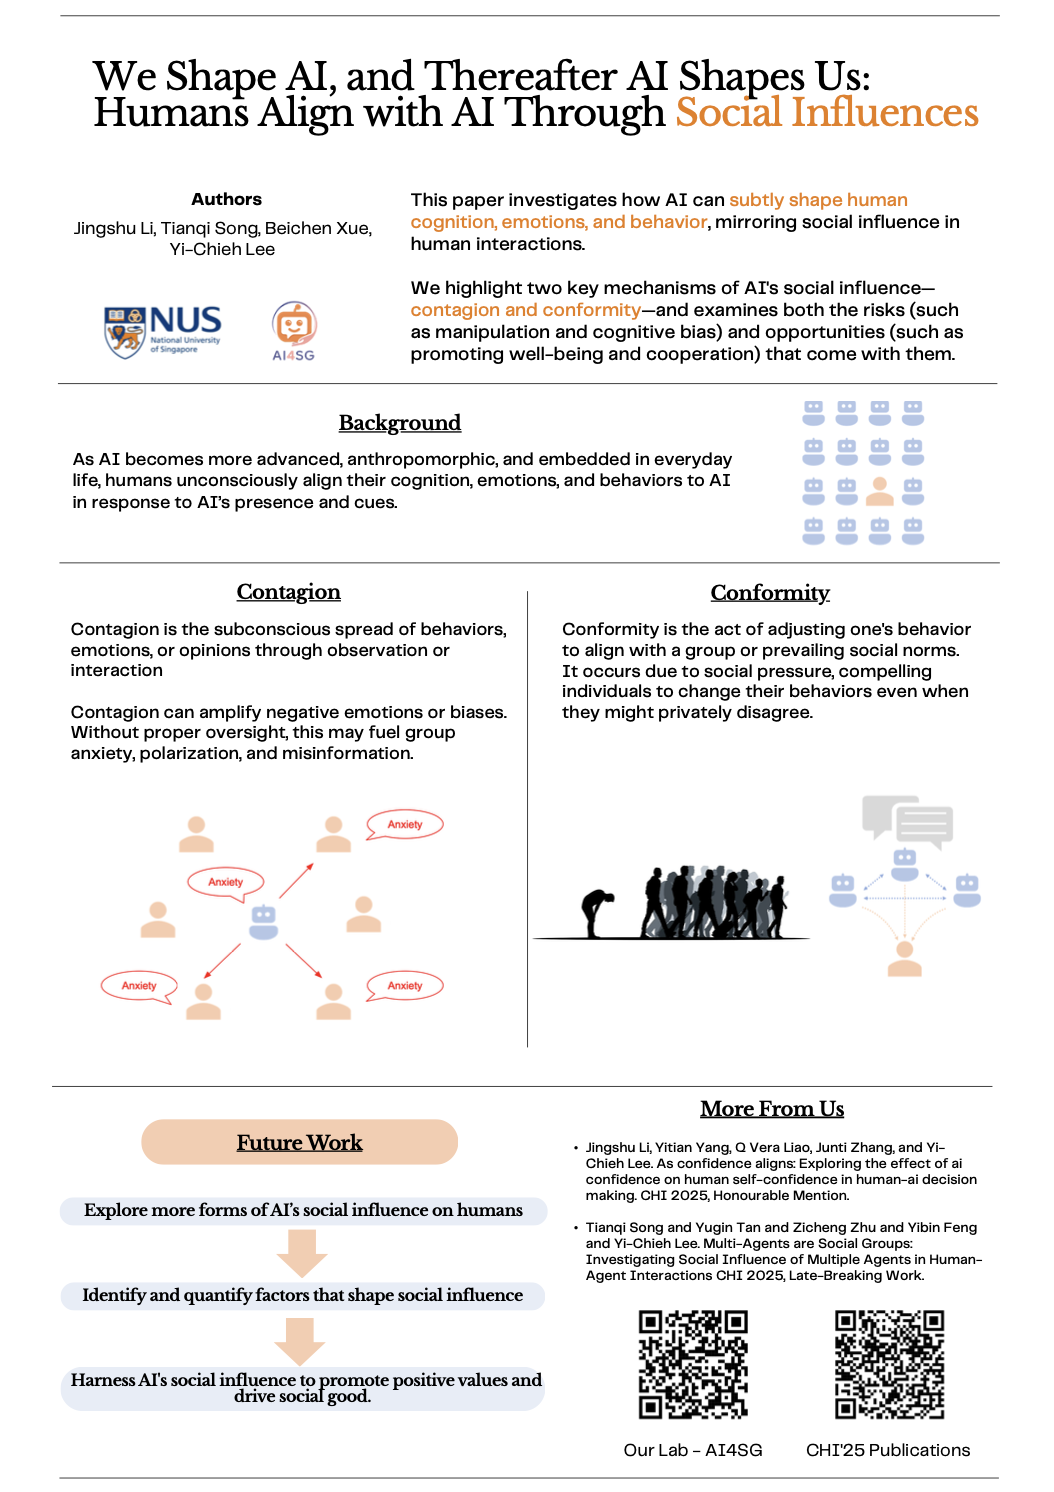 We Shape AI, and Thereafter AI Shapes Us:
Humans Align with AI Through Social Influences
Authors
Jingshu Li, Tianqi Song, Beichen Xue,
Yi-Chieh Lee
NUS
National University
of Singapore
AI4SG
This paper investigates how AI can subtly shape human
cognition, emotions, and behavior, mirroring social influence in
human interactions.
We highlight two key mechanisms of AI's social influence—
contagion and conformity—and examines both the risks (such
as manipulation and cognitive bias) and opportunities (such as
promoting well-being and cooperation) that come with them.
Background
As AI becomes more advanced, anthropomorphic, and embedded in everyday
life, humans unconsciously align their cognition, emotions, and behaviors to AI
in response to AI's presence and cues.
Contagion
Contagion is the subconscious spread of behaviors,
emotions, or opinions through observation or
interaction
Contagion can amplify negative emotions or biases.
Without proper oversight, this may fuel group
anxiety, polarization, and misinformation.
Anxiety
Anxiety
Anxiety
Anxiety
Conformity
Conformity is the act of adjusting one's behavior
to align with a group or prevailing social norms.
It occurs due to social pressure, compelling
individuals to change their behaviors even when
they might privately disagree.
Future Work
Explore more forms of AI's social influence on humans
Identify and quantify factors that shape social influence
Harness AI's social influence to promote positive values and
drive social good.
More From Us
• Jingshu Li, Yitian Yang, Q Vera Liao, Junti Zhang, and Yi-
Chieh Lee. As confidence aligns: Exploring the effect of ai
confidence on human self-confidence in human-ai decision
making. CHI 2025, Honourable Mention.
• Tianqi Song and Yugin Tan and Zicheng Zhu and Yibin Feng
and Yi-Chieh Lee. Multi-Agents are Social Groups:
Investigating Social Influence of Multiple Agents in Human-
Agent Interactions CHI 2025, Late-Breaking Work.
Our Lab - AI4SG
CHI'25 Publications